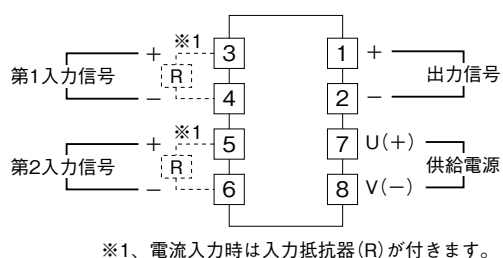 ※1
+ 3 1 +
第1入力信号 R 出力信号
− 4 2 −
※1
+ 5 7 U(+)
第2入力信号 R 供給電源
− 6 8 V(−)
※1、電流入力時は入力抵抗器(R)が付きます。